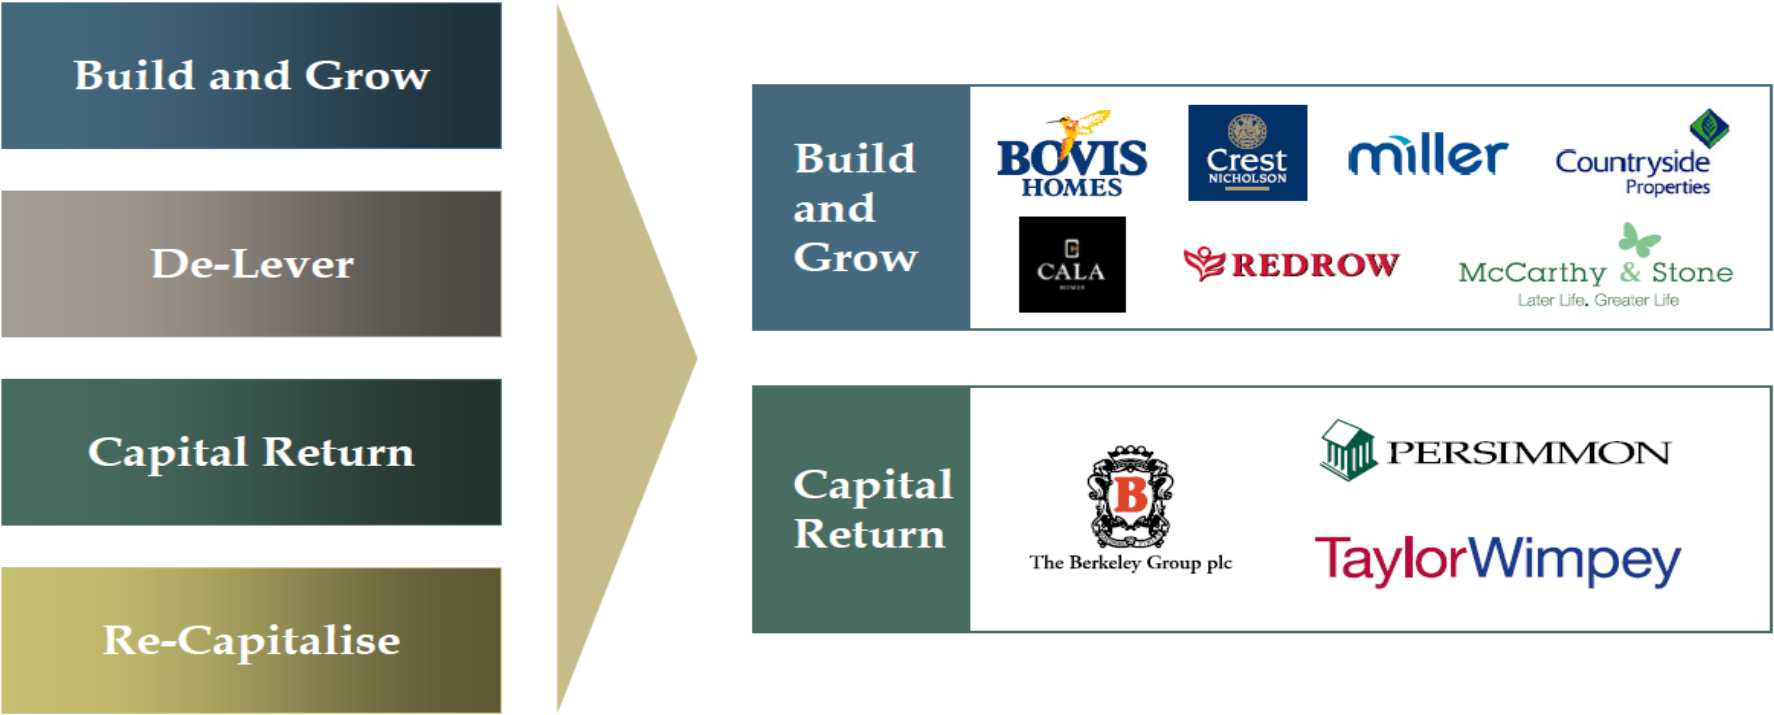 Build and Grow
De-Lever
Capital Return
Re-Capitalise
Build
and
Grow
BOVIS
HOMES
Crest
NICHOLSON
miller
Countryside
Properties
CALA
HOMES
REDROW
McCarthy & Stone
Later Life. Greater Life
Capital
Return
B
The Berkeley Group plc
PERSIMMON
TaylorWimpey